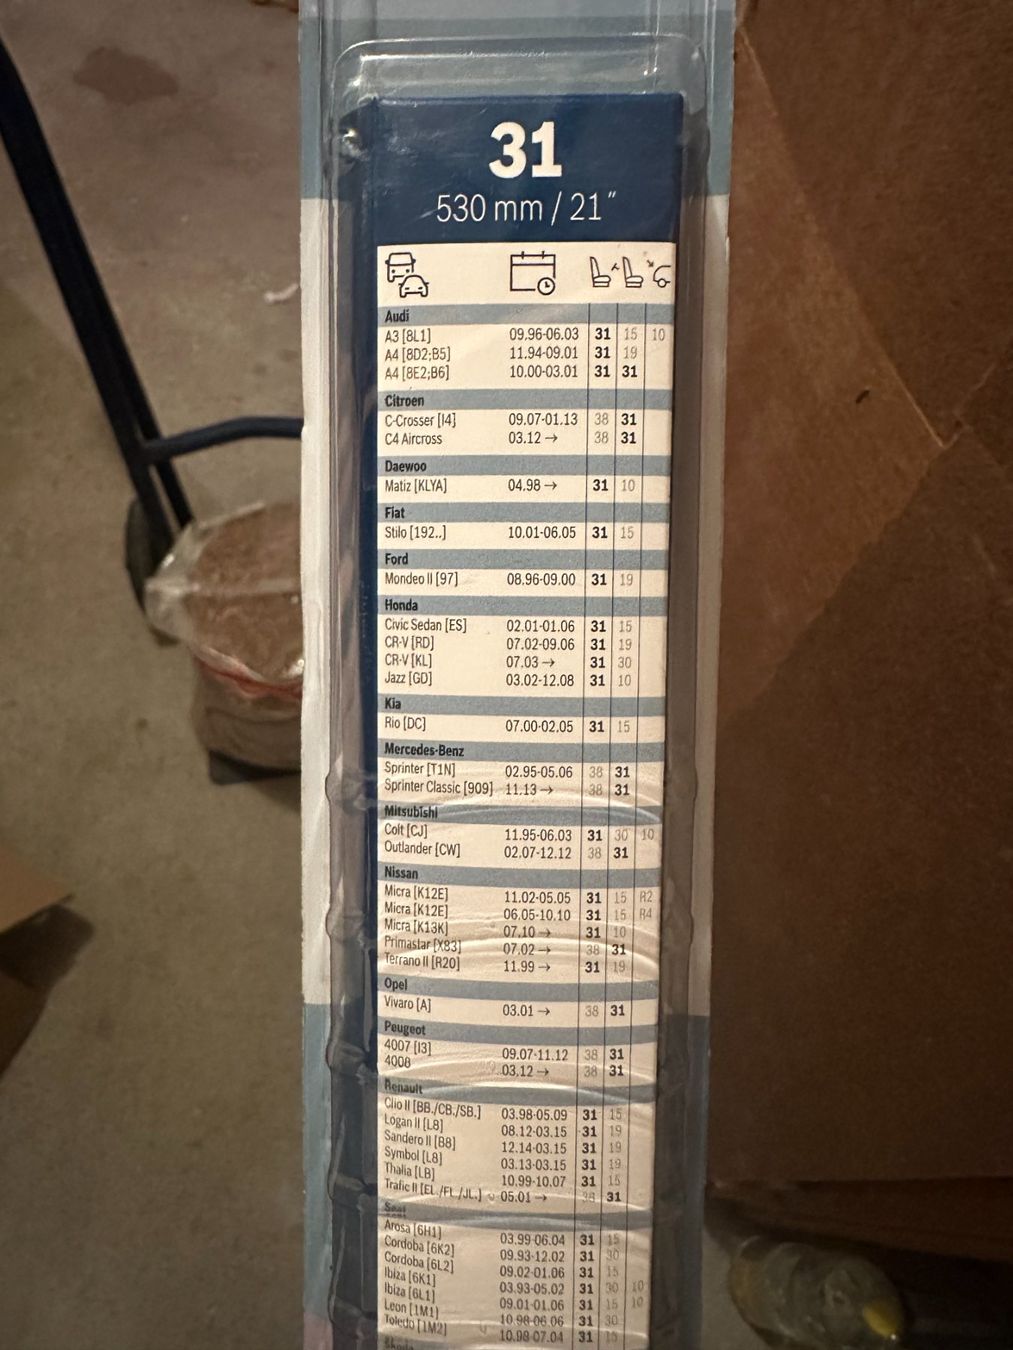 31
530 mm / 21"
Audi
A3 [8L1] 09.96-06.03 31 15 10
A4 [8D2;B5] 11.94-09.01 31 19
A4 [8E2;B6] 10.00-03.01 31 31
Citroen
C-Crosser [I4] 09.07-01.13 38 31
C4 Aircross 03.12 → 38 31
Daewoo
Matiz [KLYA] 04.98 → 31 10
Fiat
Stilo [192..] 10.01-06.05 31 15
Ford
Mondeo II [97] 08.96-09.00 31 19
Honda
Civic Sedan [ES] 02.01-01.06 31 15
CR-V [RD] 07.02-09.06 31 19
CR-V [KL] 07.03 → 31 30
Jazz [GD] 03.02-12.08 31 10
Kia
Rio [DC] 07.00-02.05 31 15
Mercedes-Benz
Sprinter [T1N] 02.95-05.06 38 31
Sprinter Classic [909] 11.13 → 38 31
Mitsubishi
Colt [CJ] 11.95-06.03 31 30 10
Outlander [CW] 02.07-12.12 38 31
Nissan
Micra [K12E] 11.02-05.05 31 15 R2
Micra [K12E] 06.05-10.10 31 15 R4
Micra [K13K] 07.10 → 31 10
Primastar [X83] 07.02 → 38 31
Terrano II [R20] 11.99 → 31 19
Opel
Vivaro [A] 03.01 → 38 31
Peugeot
4007 [I3] 09.07-11.12 38 31
4008 03.12 → 38 31
Renault
Clio II [BB./CB./SB.] 03.98-05.09 31 15
Logan II [L8] 08.12-03.15 31 19
Sandero II [B8] 12.14-03.15 31 19
Symbol [L8] 03.13-03.15 31 19
Thalia [LB] 10.99-10.07 31 15
Trafic II [EL./FL./JL.] 05.01 → 38 31
Seat
Arosa [6H1] 03.99-06.04 31 15
Cordoba [6K2] 09.93-12.02 31 30
Cordoba [6L2] 09.02-01.06 31 15
Ibiza [6K1] 03.93-05.02 31 30 10
Ibiza [6L1] 09.01-01.06 31 15 10
Leon [1M1] 10.98-06.06 31 30
Toledo [1M2] 10.98-07.04 31 15
Skoda